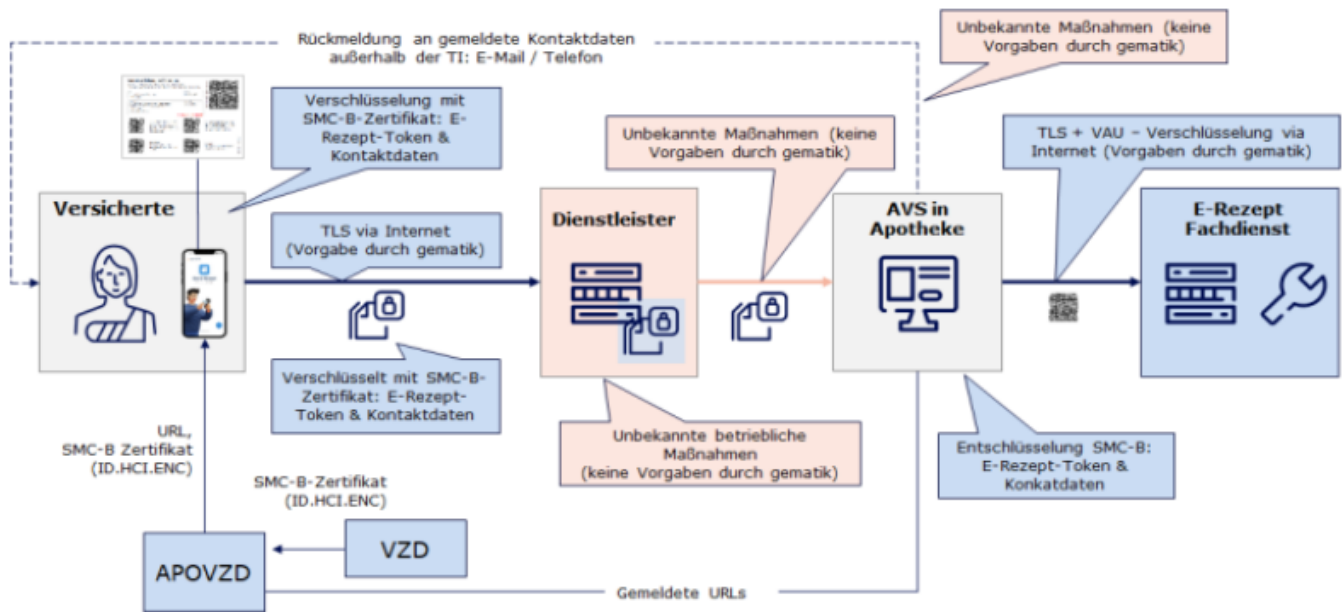 Rückmeldung an gemeldete Kontaktdaten
außerhalb der TI: E-Mail / Telefon
Unbekannte Maßnahmen (keine
Vorgaben durch gematik)
Verschlüsselung mit
SMC-B-Zertifikat: E-
Rezept-Token &
Kontaktdaten
Unbekannte Maßnahmen (keine
Vorgaben durch gematik)
TLS + VAU – Verschlüsselung via
Internet (Vorgaben durch gematik)
Versicherte
TLS via Internet
(Vorgabe durch gematik)
Dienstleister
AVS in
Apotheke
E-Rezept
Fachdienst
Verschlüsselt mit SMC-B-
Zertifikat: E-Rezept-
Token & Kontaktdaten
Unbekannte betriebliche
Maßnahmen
(keine Vorgaben durch gematik)
Entschlüsselung SMC-B:
E-Rezept-Token &
Konkatdaten
URL,
SMC-B Zertifikat
(ID.HCI.ENC)
SMC-B-Zertifikat
(ID.HCI.ENC)
APOVZD
VZD
Gemeldete URLs